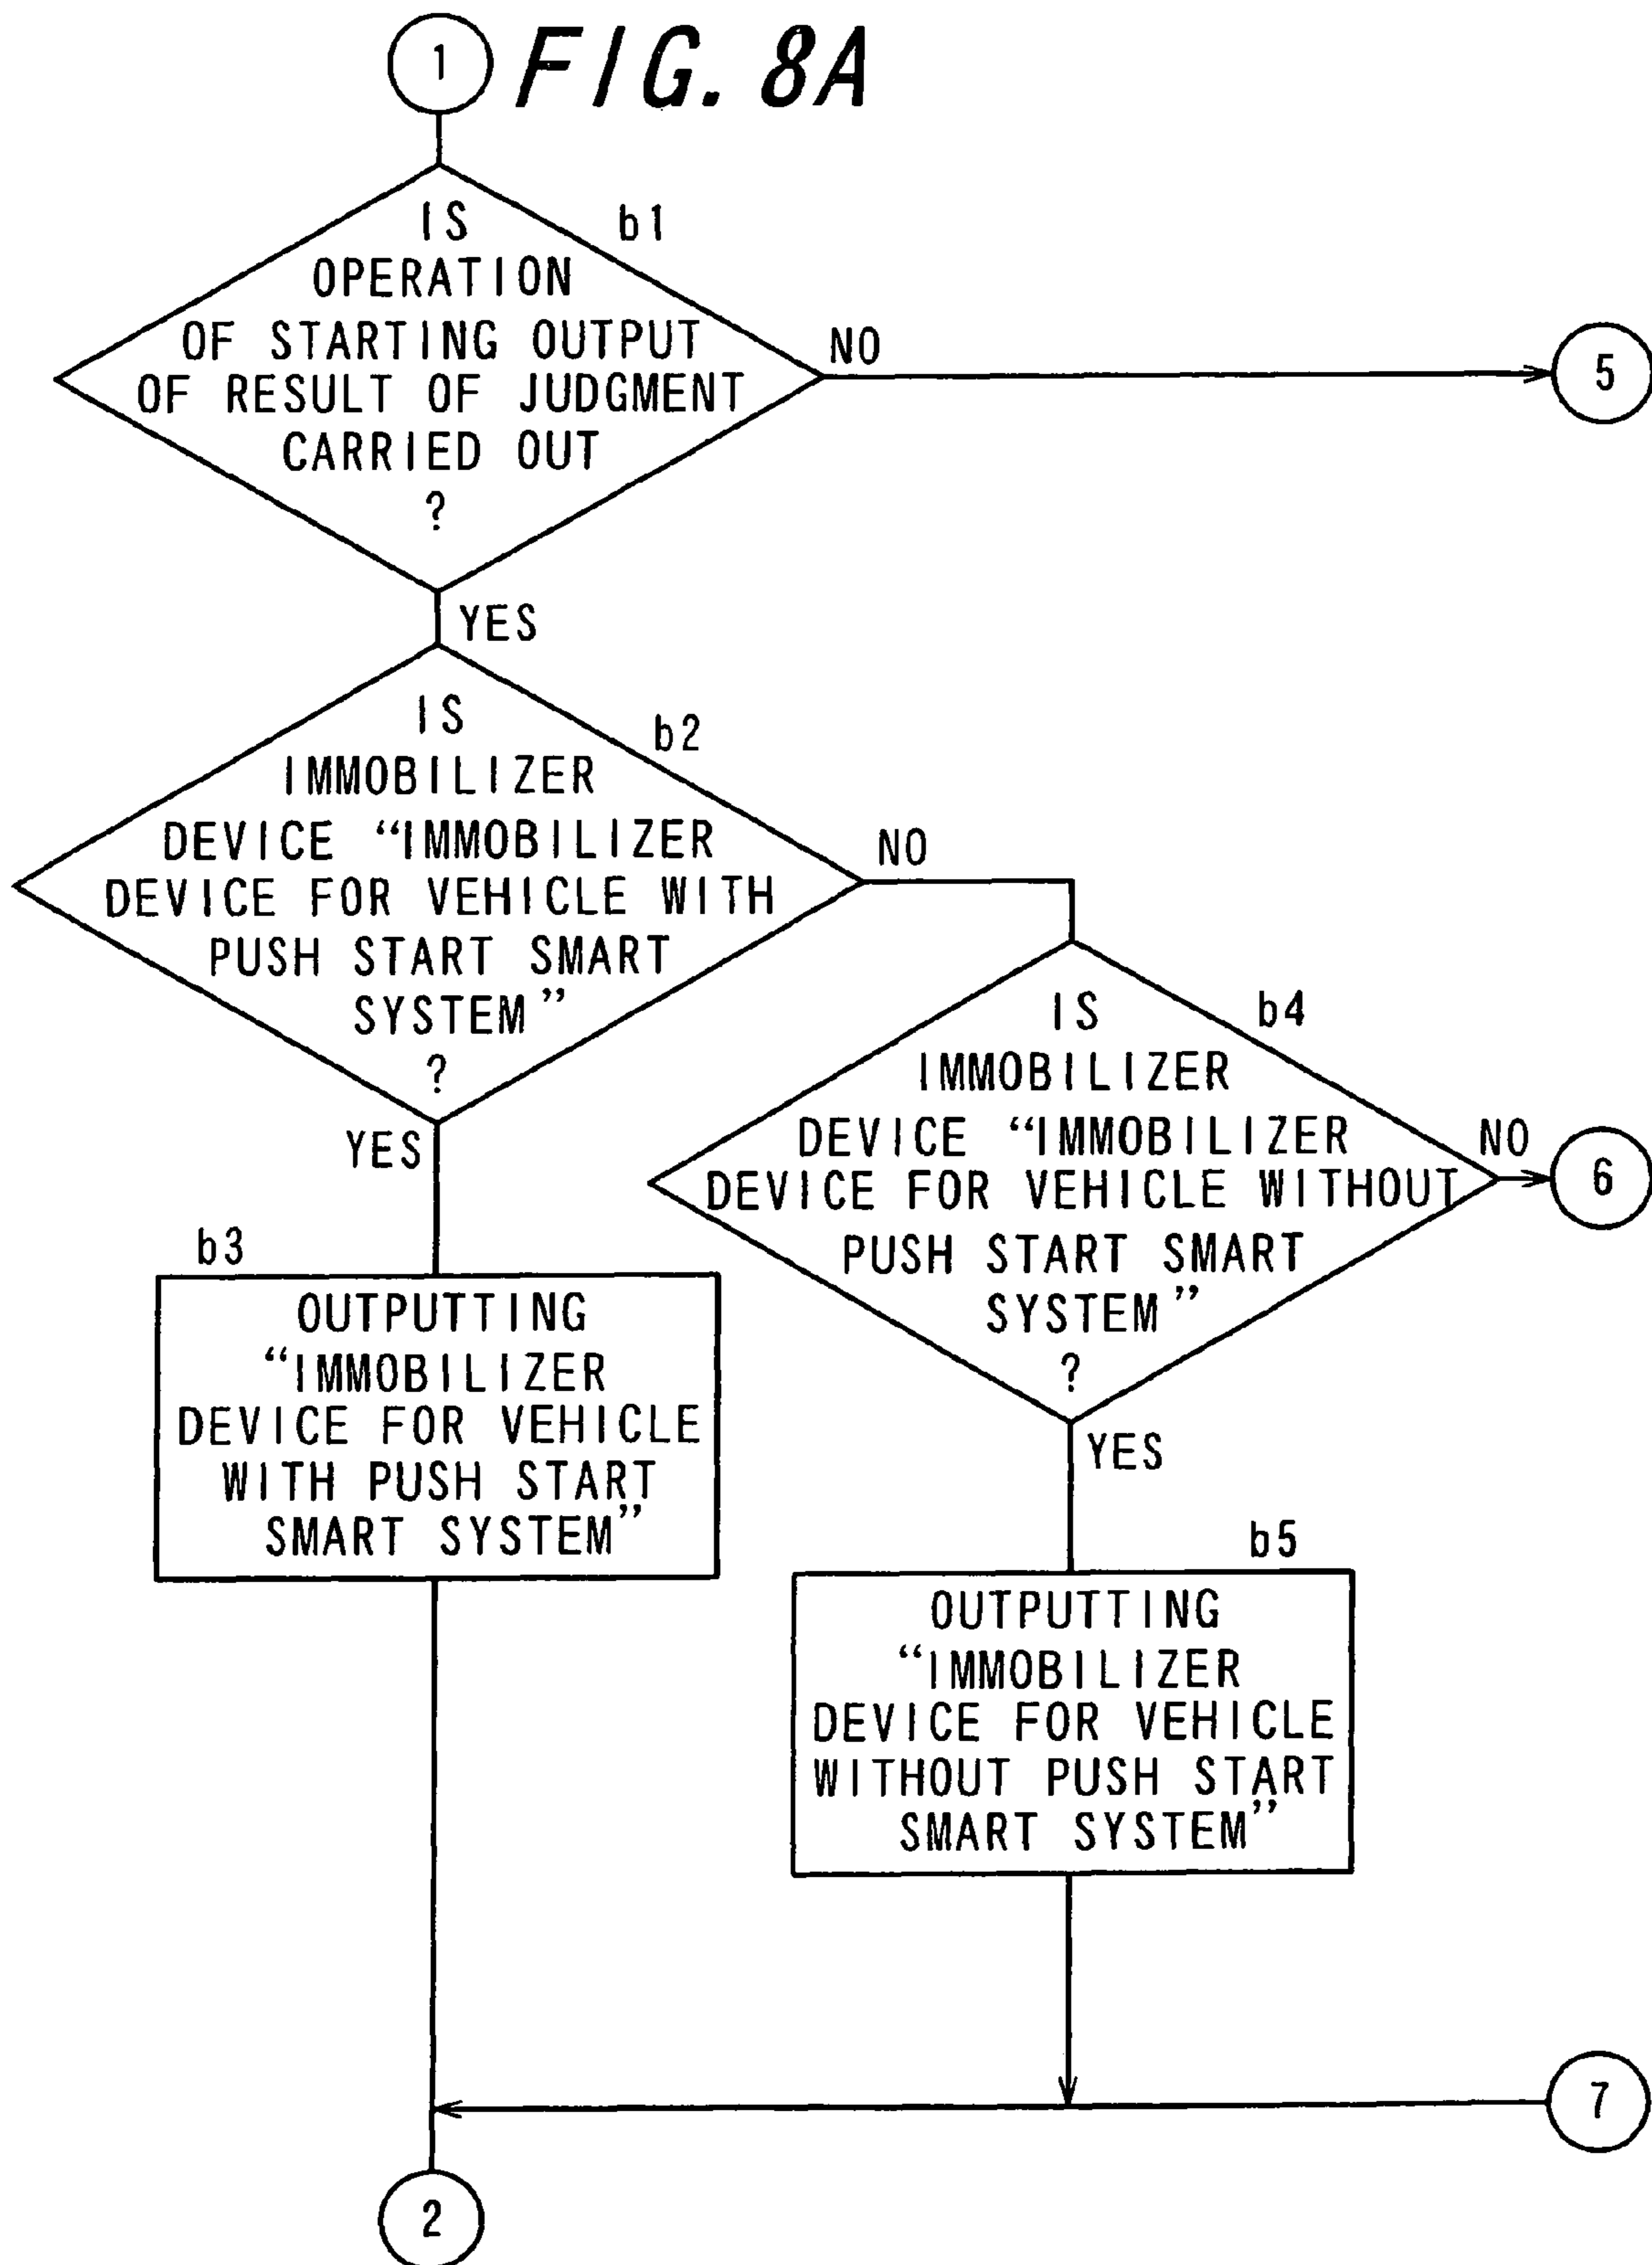 1
FIG. 8A
IS
b1
OPERATION
OF STARTING OUTPUT
OF RESULT OF JUDGMENT
CARRIED OUT
?
NO
5
YES
IS
b2
IMMOBILIZER
DEVICE “IMMOBILIZER
DEVICE FOR VEHICLE WITH
PUSH START SMART
SYSTEM”
?
NO
YES
IS
b4
IMMOBILIZER
DEVICE “IMMOBILIZER
DEVICE FOR VEHICLE WITHOUT
PUSH START SMART
SYSTEM”
?
NO
6
YES
b3
OUTPUTTING
“IMMOBILIZER
DEVICE FOR VEHICLE
WITH PUSH START
SMART SYSTEM”
b5
OUTPUTTING
“IMMOBILIZER
DEVICE FOR VEHICLE
WITHOUT PUSH START
SMART SYSTEM”
7
2